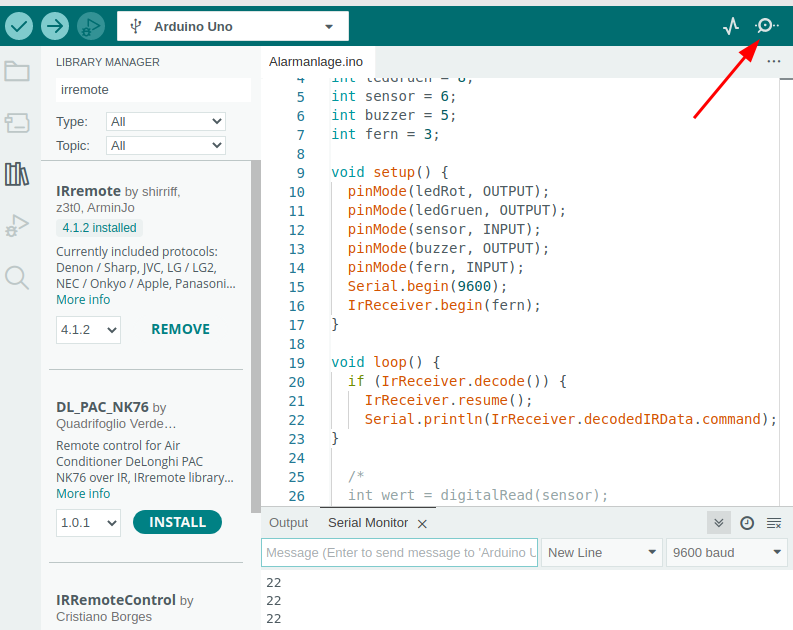 Arduino Uno
LIBRARY MANAGER
irremote
Type: All
Topic: All
IRremote by shirriff,
z3t0, ArminJo
4.1.2 installed
Currently included protocols:
Denon / Sharp, JVC, LG / LG2,
NEC / Onkyo / Apple, Panasoni...
More info
4.1.2 REMOVE
DL_PAC_NK76 by
Quadrifoglio Verde…
Remote control for Air
Conditioner DeLonghi PAC
NK76 over IR, IRremote library...
More info
1.0.1 INSTALL
IRRemoteControl by
Cristiano Borges
Alarmanlage.ino
4 int ledGruen = 8;
5 int sensor = 6;
6 int buzzer = 5;
7 int fern = 3;
8
9 void setup() {
10 pinMode(ledRot, OUTPUT);
11 pinMode(ledGruen, OUTPUT);
12 pinMode(sensor, INPUT);
13 pinMode(buzzer, OUTPUT);
14 pinMode(fern, INPUT);
15 Serial.begin(9600);
16 IrReceiver.begin(fern);
17 }
18
19 void loop() {
20 if (IrReceiver.decode()) {
21 IrReceiver.resume();
22 Serial.println(IrReceiver.decodedIRData.command);
23 }
24
25 /*
26 int wert = digitalRead(sensor);
Output Serial Monitor
Message (Enter to send message to 'Arduino U New Line 9600 baud
22
22
22